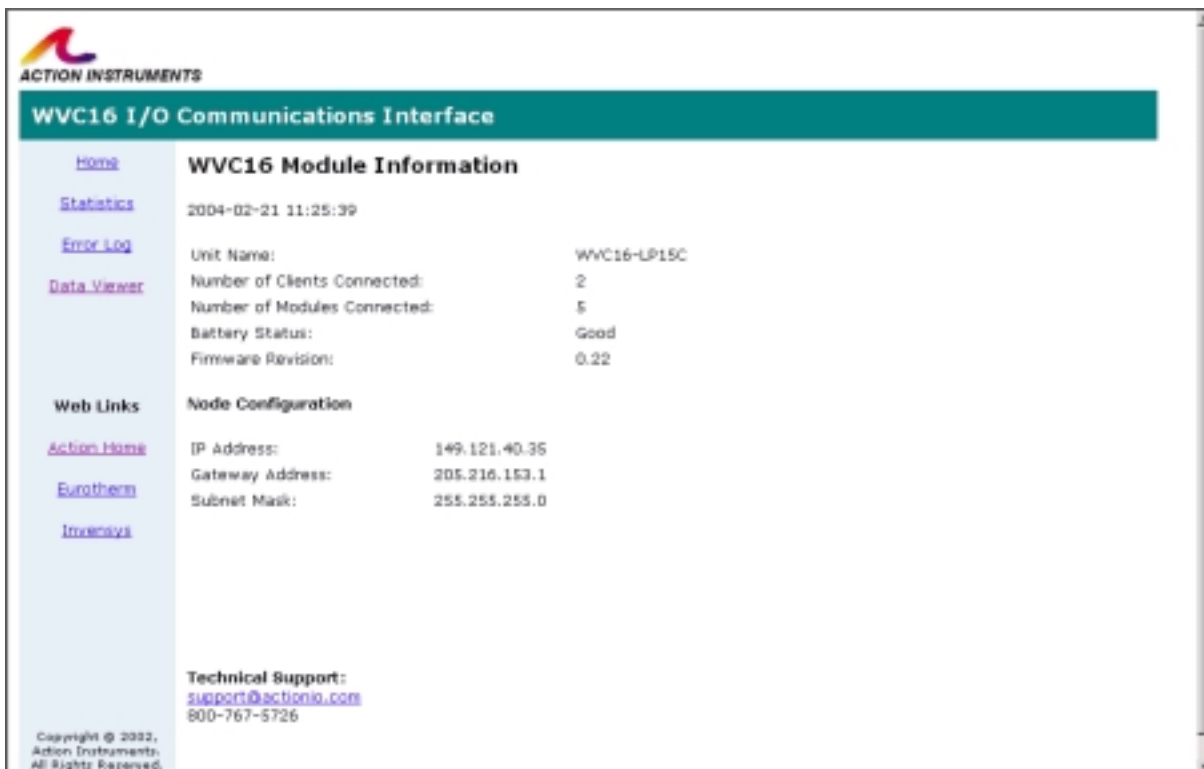 ACTION INSTRUMENTS
WVC16 I/O Communications Interface
Home
Statistics
Error Log
Data Viewer
Web Links
Action Home
Eurotherm
Invensys
Copyright © 2002,
Action Instruments.
All Rights Reserved.
WVC16 Module Information
2004-02-21 11:25:39
Unit Name: WVC16-LP15C
Number of Clients Connected: 2
Number of Modules Connected: 5
Battery Status: Good
Firmware Revision: 0.22
Node Configuration
IP Address: 149.121.40.35
Gateway Address: 205.216.153.1
Subnet Mask: 255.255.255.0
Technical Support:
support@actionio.com
800-767-5726